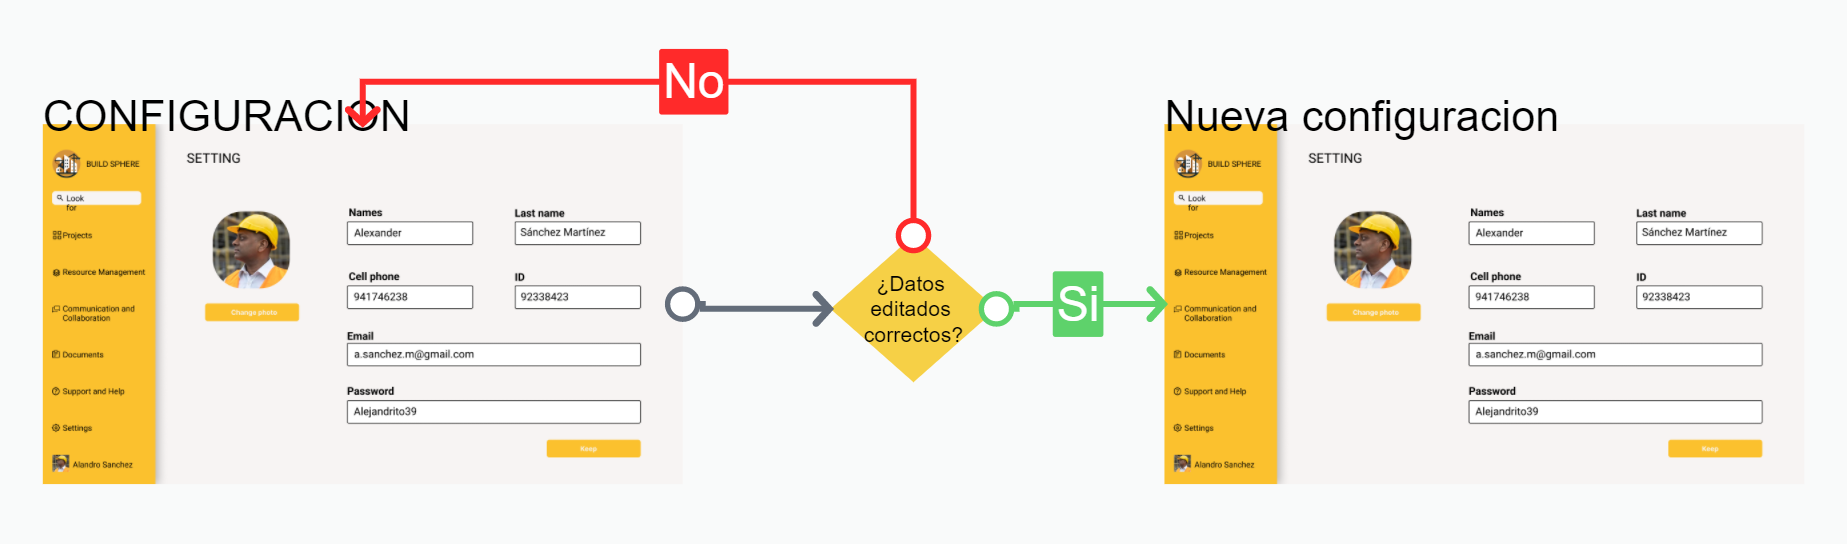 No
CONFIGURACION
BUILD SPHERE
Look
for
Projects
Resource Management
Communication and
Collaboration
Documents
Support and Help
Settings
Alandro Sanchez
SETTING
Change photo
Names
Last name
Alexander
Sánchez Martínez
Cell phone
ID
941746238
92338423
Email
a.sanchez.m@gmail.com
Password
Alejandrito39
Keep
¿Datos
editados
correctos?
Si
Nueva configuracion
BUILD SPHERE
Look
for
Projects
Resource Management
Communication and
Collaboration
Documents
Support and Help
Settings
Alandro Sanchez
SETTING
Change photo
Names
Last name
Alexander
Sánchez Martínez
Cell phone
ID
941746238
92338423
Email
a.sanchez.m@gmail.com
Password
Alejandrito39
Keep